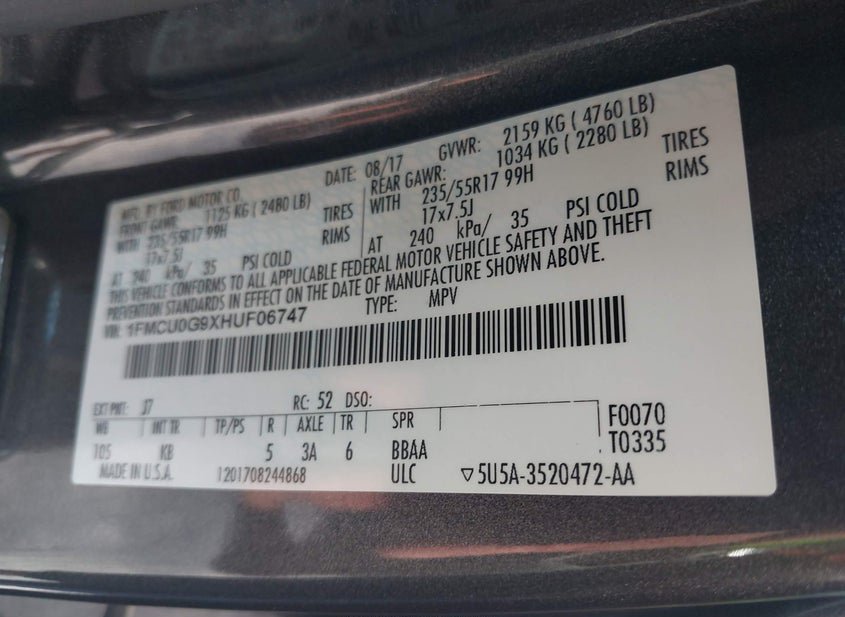 MFD. BY FORD MOTOR CO.
DATE: 08/17 GVWR: 2159 KG ( 4760 LB)
FRONT GAWR: 1125 KG ( 2480 LB)
REAR GAWR: 1034 KG ( 2280 LB)
WITH 235/55R17 99H TIRES
WITH 235/55R17 99H TIRES
17x7.5J RIMS
17x7.5J RIMS
AT 240 kPa/ 35 PSI COLD
AT 240 kPa/ 35 PSI COLD
THIS VEHICLE CONFORMS TO ALL APPLICABLE FEDERAL MOTOR VEHICLE SAFETY AND THEFT
PREVENTION STANDARDS IN EFFECT ON THE DATE OF MANUFACTURE SHOWN ABOVE.
VIN: 1FMCU0G9XHUF06747 TYPE: MPV
EXT PNT: J7 RC: 52 DSO:
WB INT TR TP/PS R AXLE TR SPR
F0070
105 KB 5 3A 6 BBAA
T0335
MADE IN U.S.A. 1201708244868 ULC ▽5U5A-3520472-AA